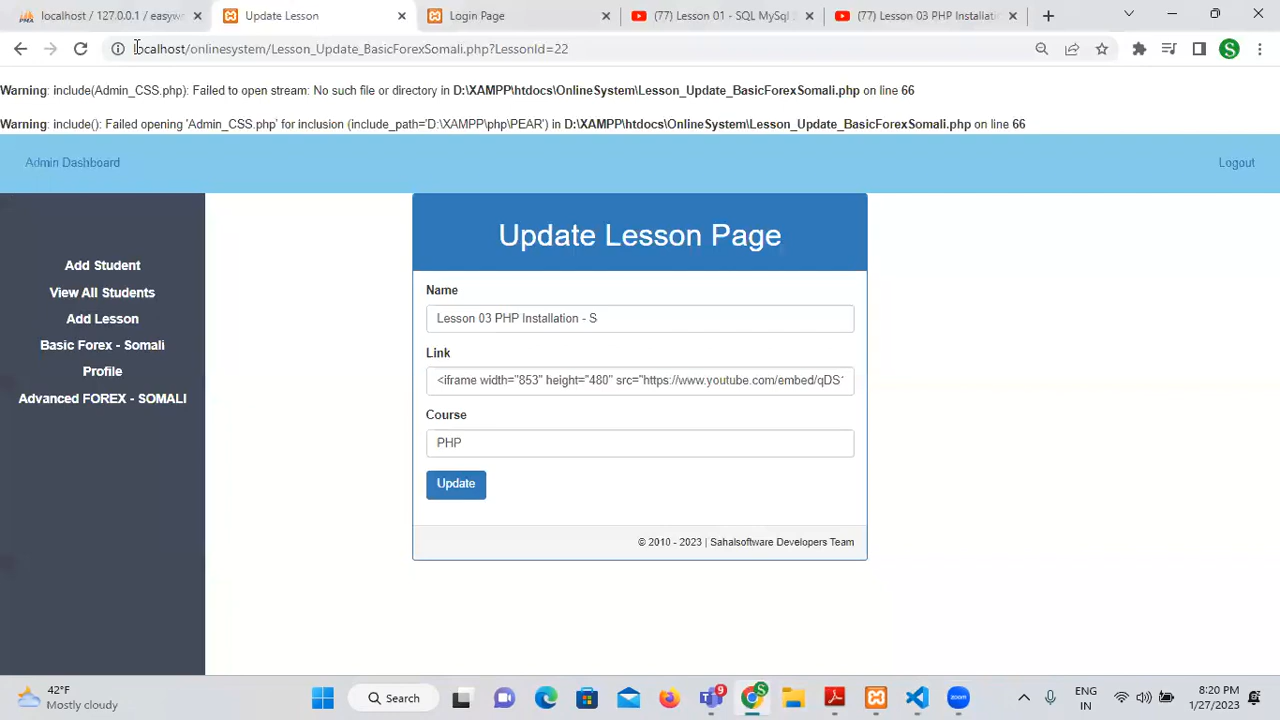 localhost / 127.0.0.1 / easywe
Update Lesson
Login Page
(77) Lesson 01 - SQL MySql 2
(77) Lesson 03 PHP Installation
localhost/onlinesystem/Lesson_Update_BasicForexSomali.php?LessonId=22
S
Warning: include(Admin_CSS.php): Failed to open stream: No such file or directory in D:\XAMPP\htdocs\OnlineSystem\Lesson_Update_BasicForexSomali.php on line 66
Warning: include(): Failed opening 'Admin_CSS.php' for inclusion (include_path='D:\XAMPP\php\PEAR') in D:\XAMPP\htdocs\OnlineSystem\Lesson_Update_BasicForexSomali.php on line 66
Admin Dashboard
Logout
Add Student
View All Students
Add Lesson
Basic Forex - Somali
Profile
Advanced FOREX - SOMALI
Update Lesson Page
Name
Lesson 03 PHP Installation - S
Link
<iframe width="853" height="480" src="https://www.youtube.com/embed/qDS
Course
PHP
Update
© 2010 - 2023 | Sahalsoftware Developers Team
42°F
Mostly cloudy
Search
9
S
zoom
ENG
IN
8:20 PM
1/27/2023